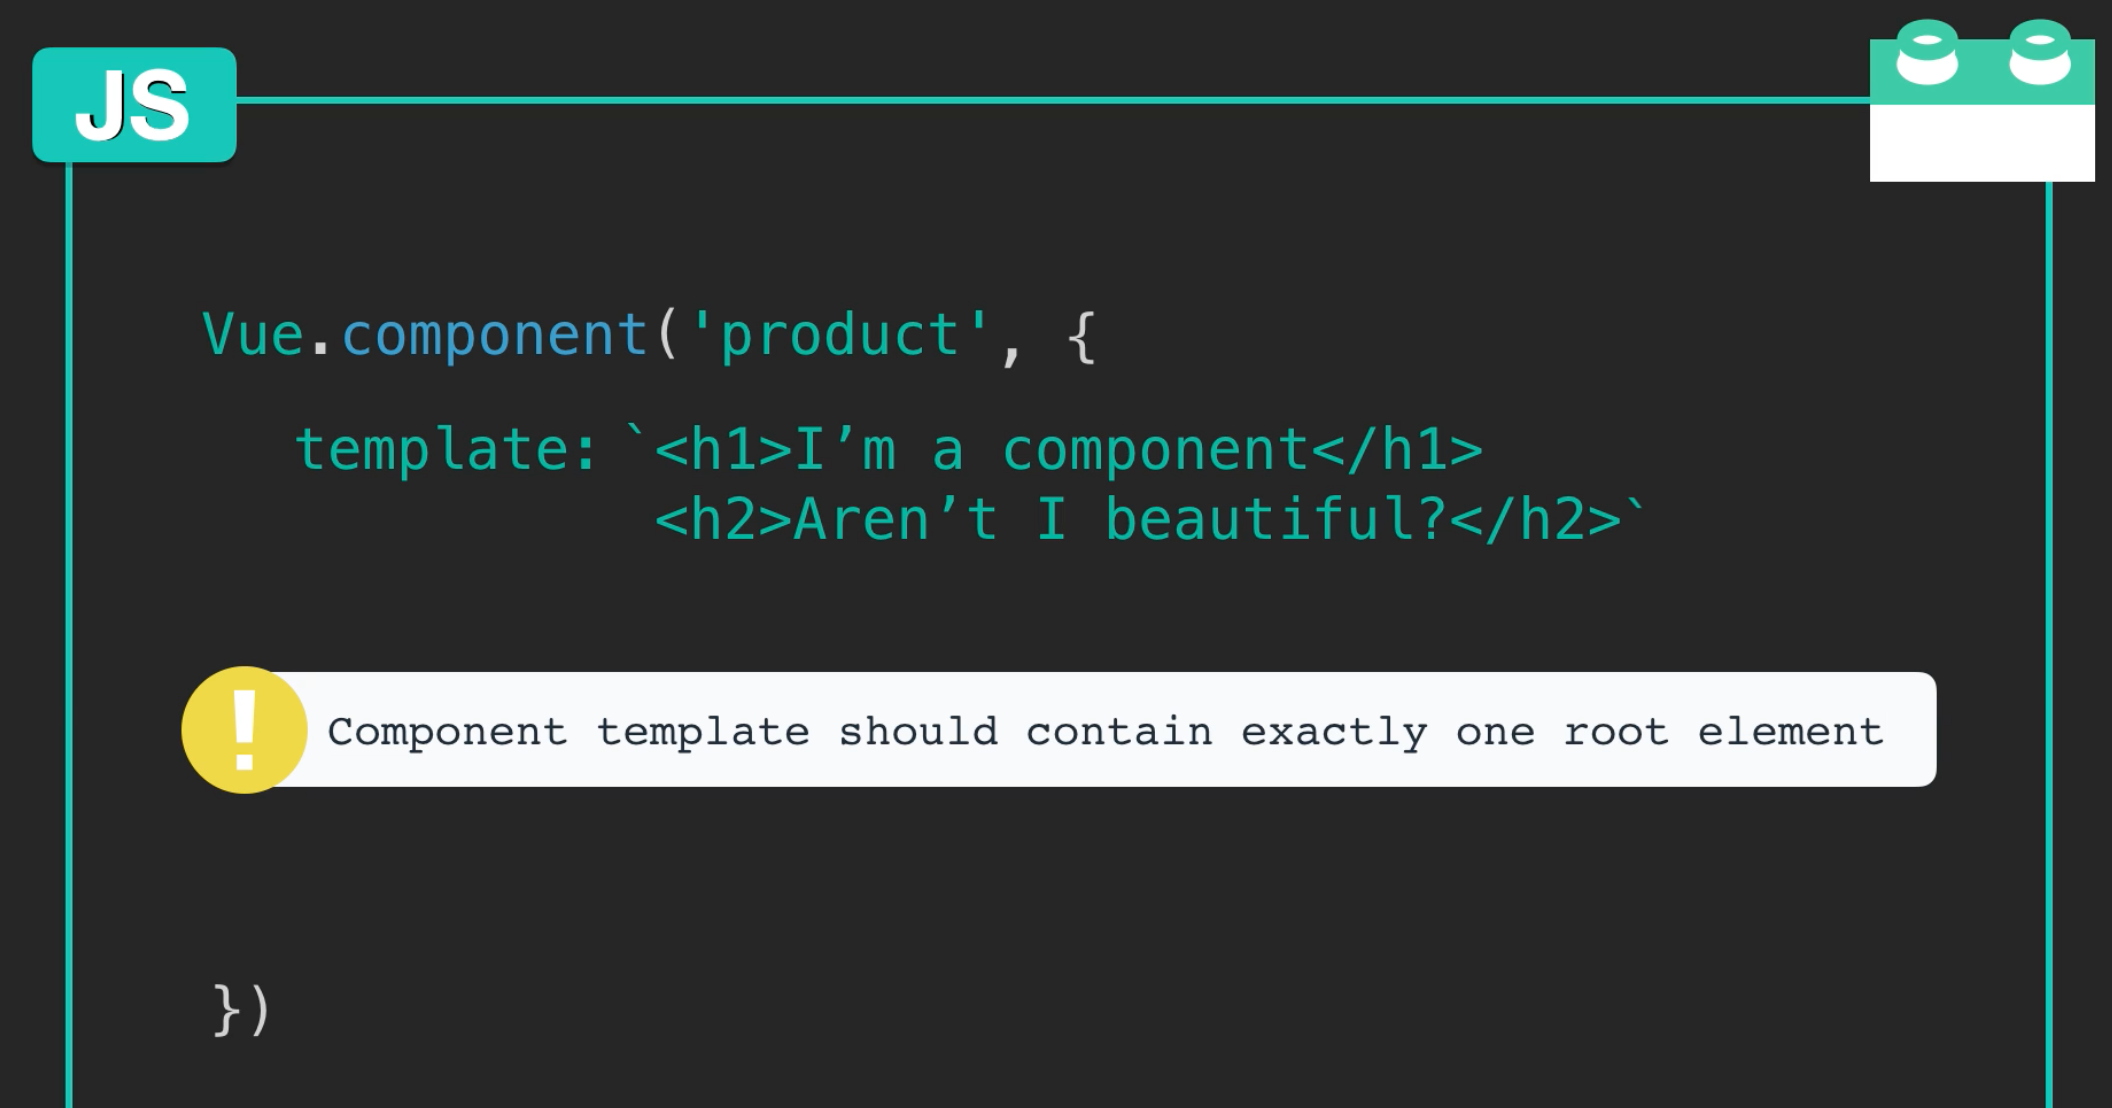 JS
Vue.component('product', {
template: `<h1>I’m a component</h1>
<h2>Aren’t I beautiful?</h2>`
! Component template should contain exactly one root element
})